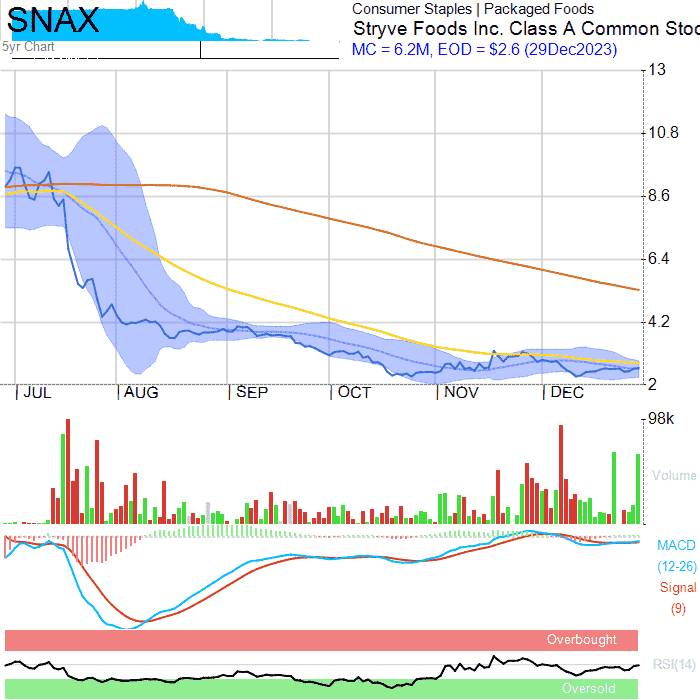 SNAX
5yr Chart
Consumer Staples | Packaged Foods
Stryve Foods Inc. Class A Common Stoc
MC = 6.2M, EOD = $2.6 (29Dec2023)
13
10.8
8.6
6.4
4.2
2
JUL AUG SEP OCT NOV DEC
98k
Volume
MACD
(12-26)
Signal
(9)
Overbought
RSI(14)
Oversold